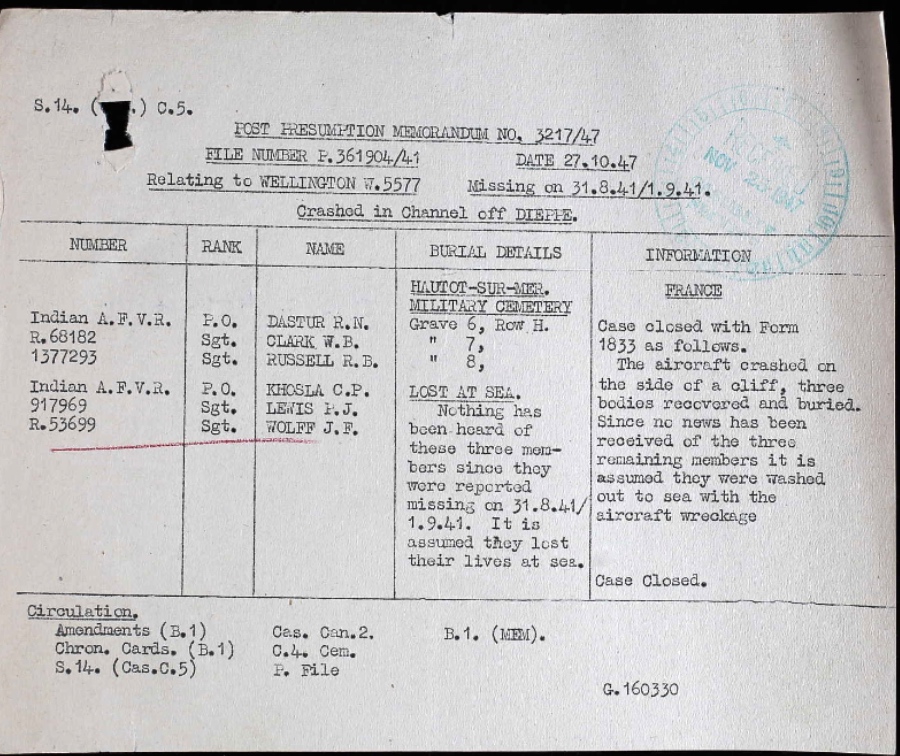 S.14. ( .) C.5.
POST PRESUMPTION MEMORANDUM NO. 3217/47
FILE NUMBER P.361904/41 DATE 27.10.47
Relating to WELLINGTON W.5577 Missing on 31.8.41/1.9.41.
Crashed in Channel off DIEPPE.
NUMBER RANK NAME BURIAL DETAILS INFORMATION
HAUTOT-SUR-MER.
MILITARY CEMETERY
FRANCE
Indian A.F.V.R. P.O. DASTUR R.N. Grave 6, Row H.
R.68182 Sgt. CLARK W.B. " 7,
1377293 Sgt. RUSSELL R.B. " 8,
Indian A.F.V.R. P.O. KHOSLA C.P. LOST AT SEA.
917969 Sgt. LEWIS P.J.
R.53699 Sgt. WOLFF J.F.
Nothing has
been heard of
these three mem-
bers since they
were reported
missing on 31.8.41/
1.9.41. It is
assumed they lost
their lives at sea.
Case closed with Form
1833 as follows.
The aircraft crashed on
the side of a cliff, three
bodies recovered and buried.
Since no news has been
received of the three
remaining members it is
assumed they were washed
out to sea with the
aircraft wreckage
Case Closed.
Circulation.
Amendments (B.1) Cas. Can.2. B.1. (MEM).
Chron. Cards. (B.1) C.4. Cem.
S.14. (Cas.C.5) P. File
G.160330
NOV 1947